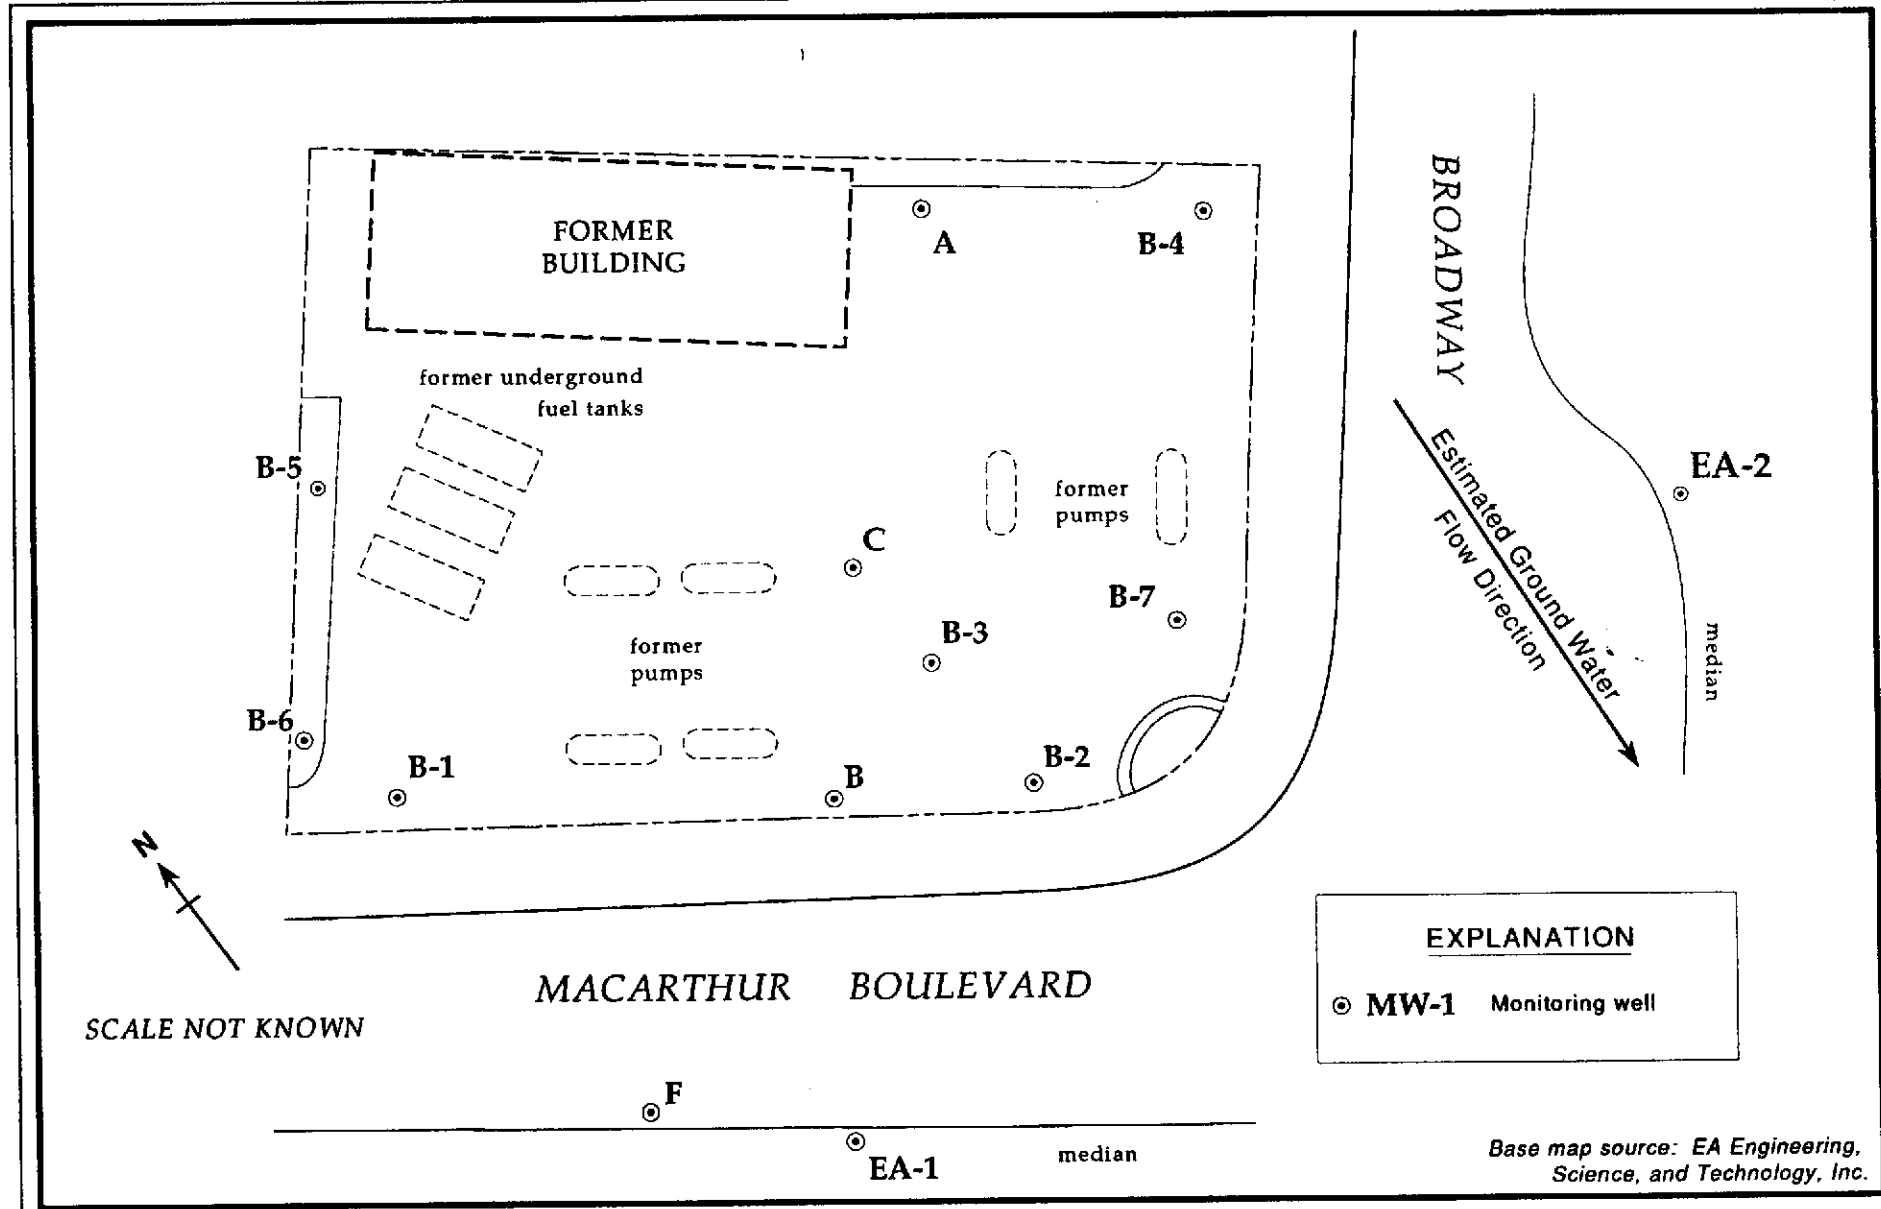 FORMER
BUILDING
A
B-4
BROADWAY
former underground
fuel tanks
B-5
former
pumps
EA-2
Estimated Ground Water
Flow Direction
C
B-7
B-3
former
pumps
median
B-6
B-1
B
B-2
N
EXPLANATION
MW-1 Monitoring well
MACARTHUR BOULEVARD
SCALE NOT KNOWN
F
EA-1
median
Base map source: EA Engineering,
Science, and Technology, Inc.